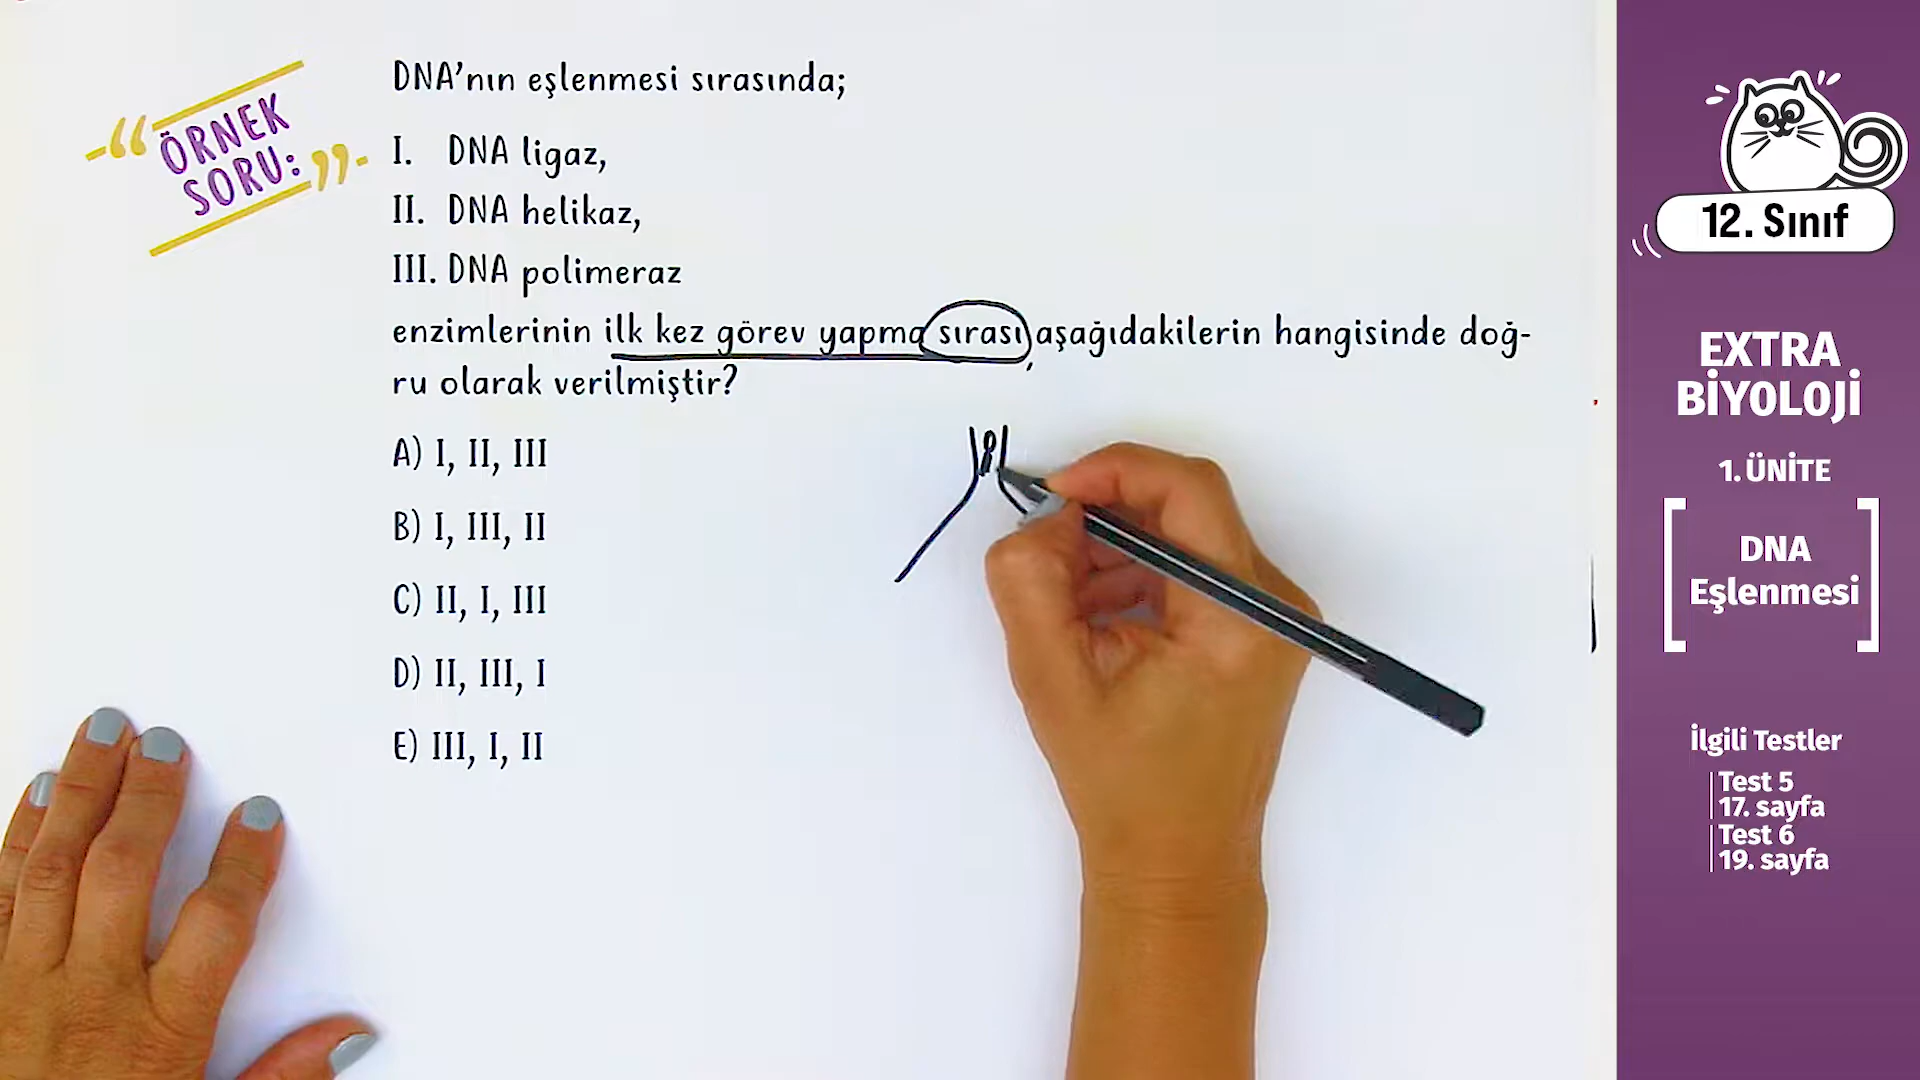 “ÖRNEK
SORU:”
DNA’nın eşlenmesi sırasında;
I. DNA ligaz,
II. DNA helikaz,
III. DNA polimeraz
enzimlerinin ilk kez görev yapma sırası aşağıdakilerin hangisinde doğ-
ru olarak verilmiştir?
A) I, II, III
B) I, III, II
C) II, I, III
D) II, III, I
E) III, I, II
12. Sınıf
EXTRA
BİYOLOJİ
1. ÜNİTE
DNA
Eşlenmesi
İlgili Testler
Test 5
17. sayfa
Test 6
19. sayfa